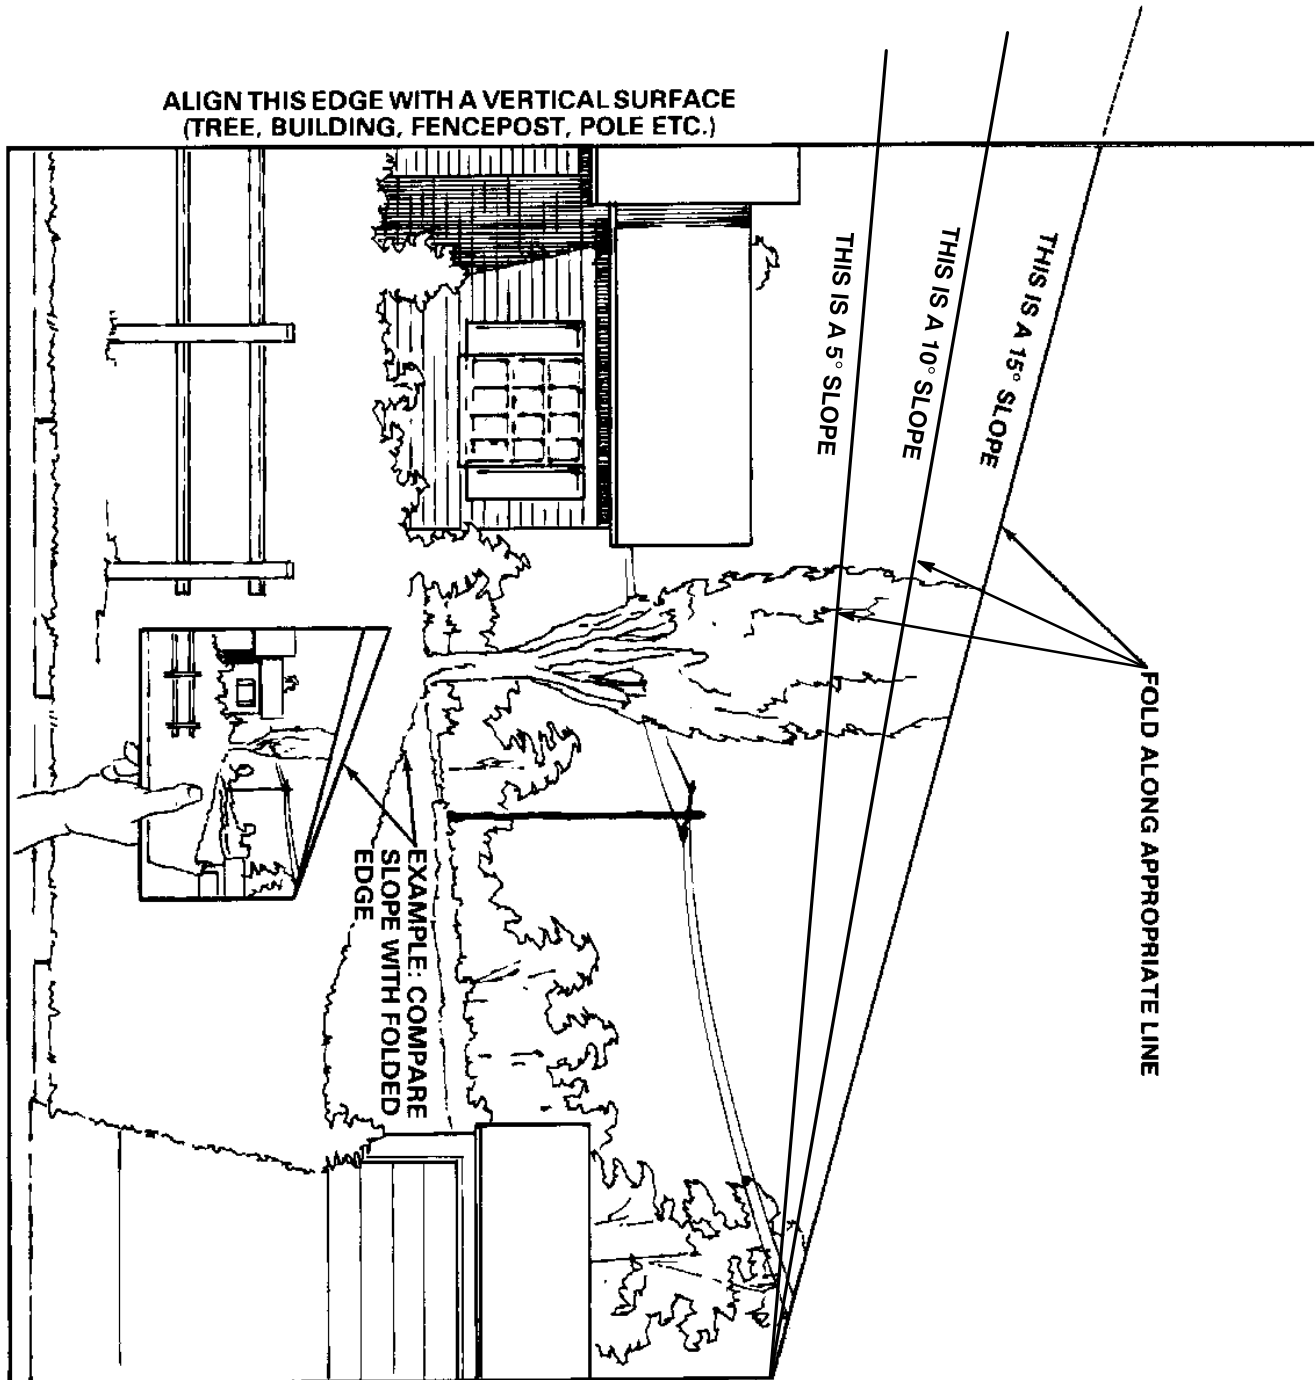 ALIGN THIS EDGE WITH A VERTICAL SURFACE
(TREE, BUILDING, FENCEPOST, POLE ETC.)
THIS IS A 15° SLOPE
THIS IS A 10° SLOPE
THIS IS A 5° SLOPE
FOLD ALONG APPROPRIATE LINE
EXAMPLE: COMPARE
SLOPE WITH FOLDED
EDGE